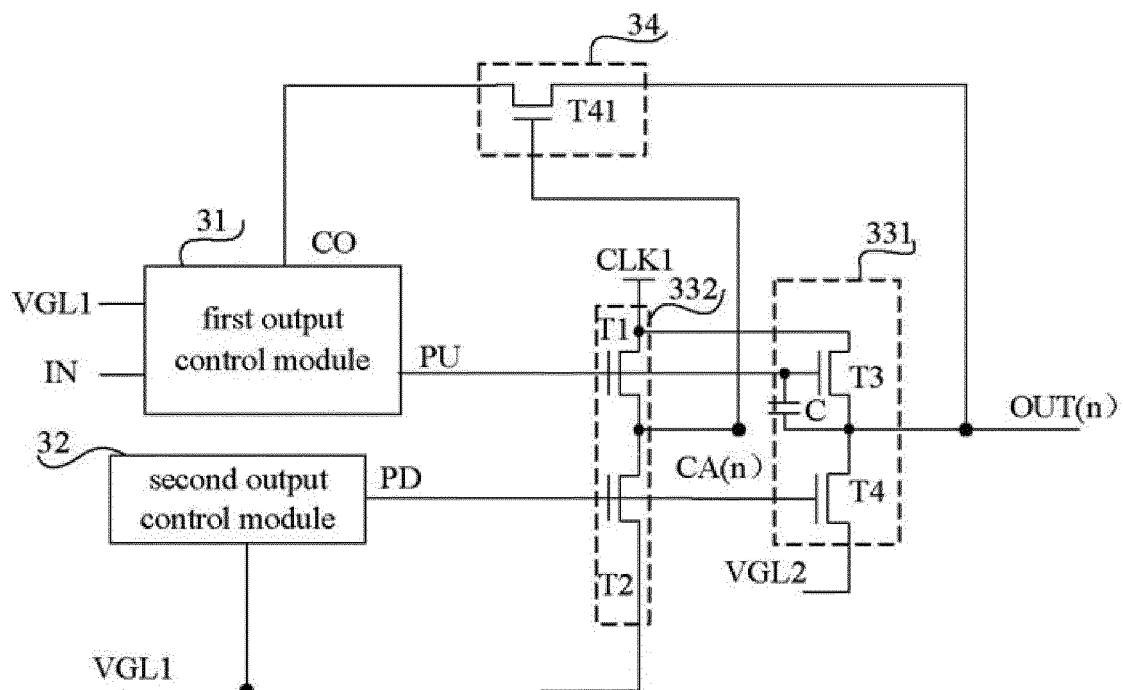 34
T41
31
CO
331
CLK1
332
VGL1
first output
control module
T1
IN
PU
T3
C
OUT(n)
32
CA(n)
second output
control module
PD
T4
T2
VGL2
VGL1